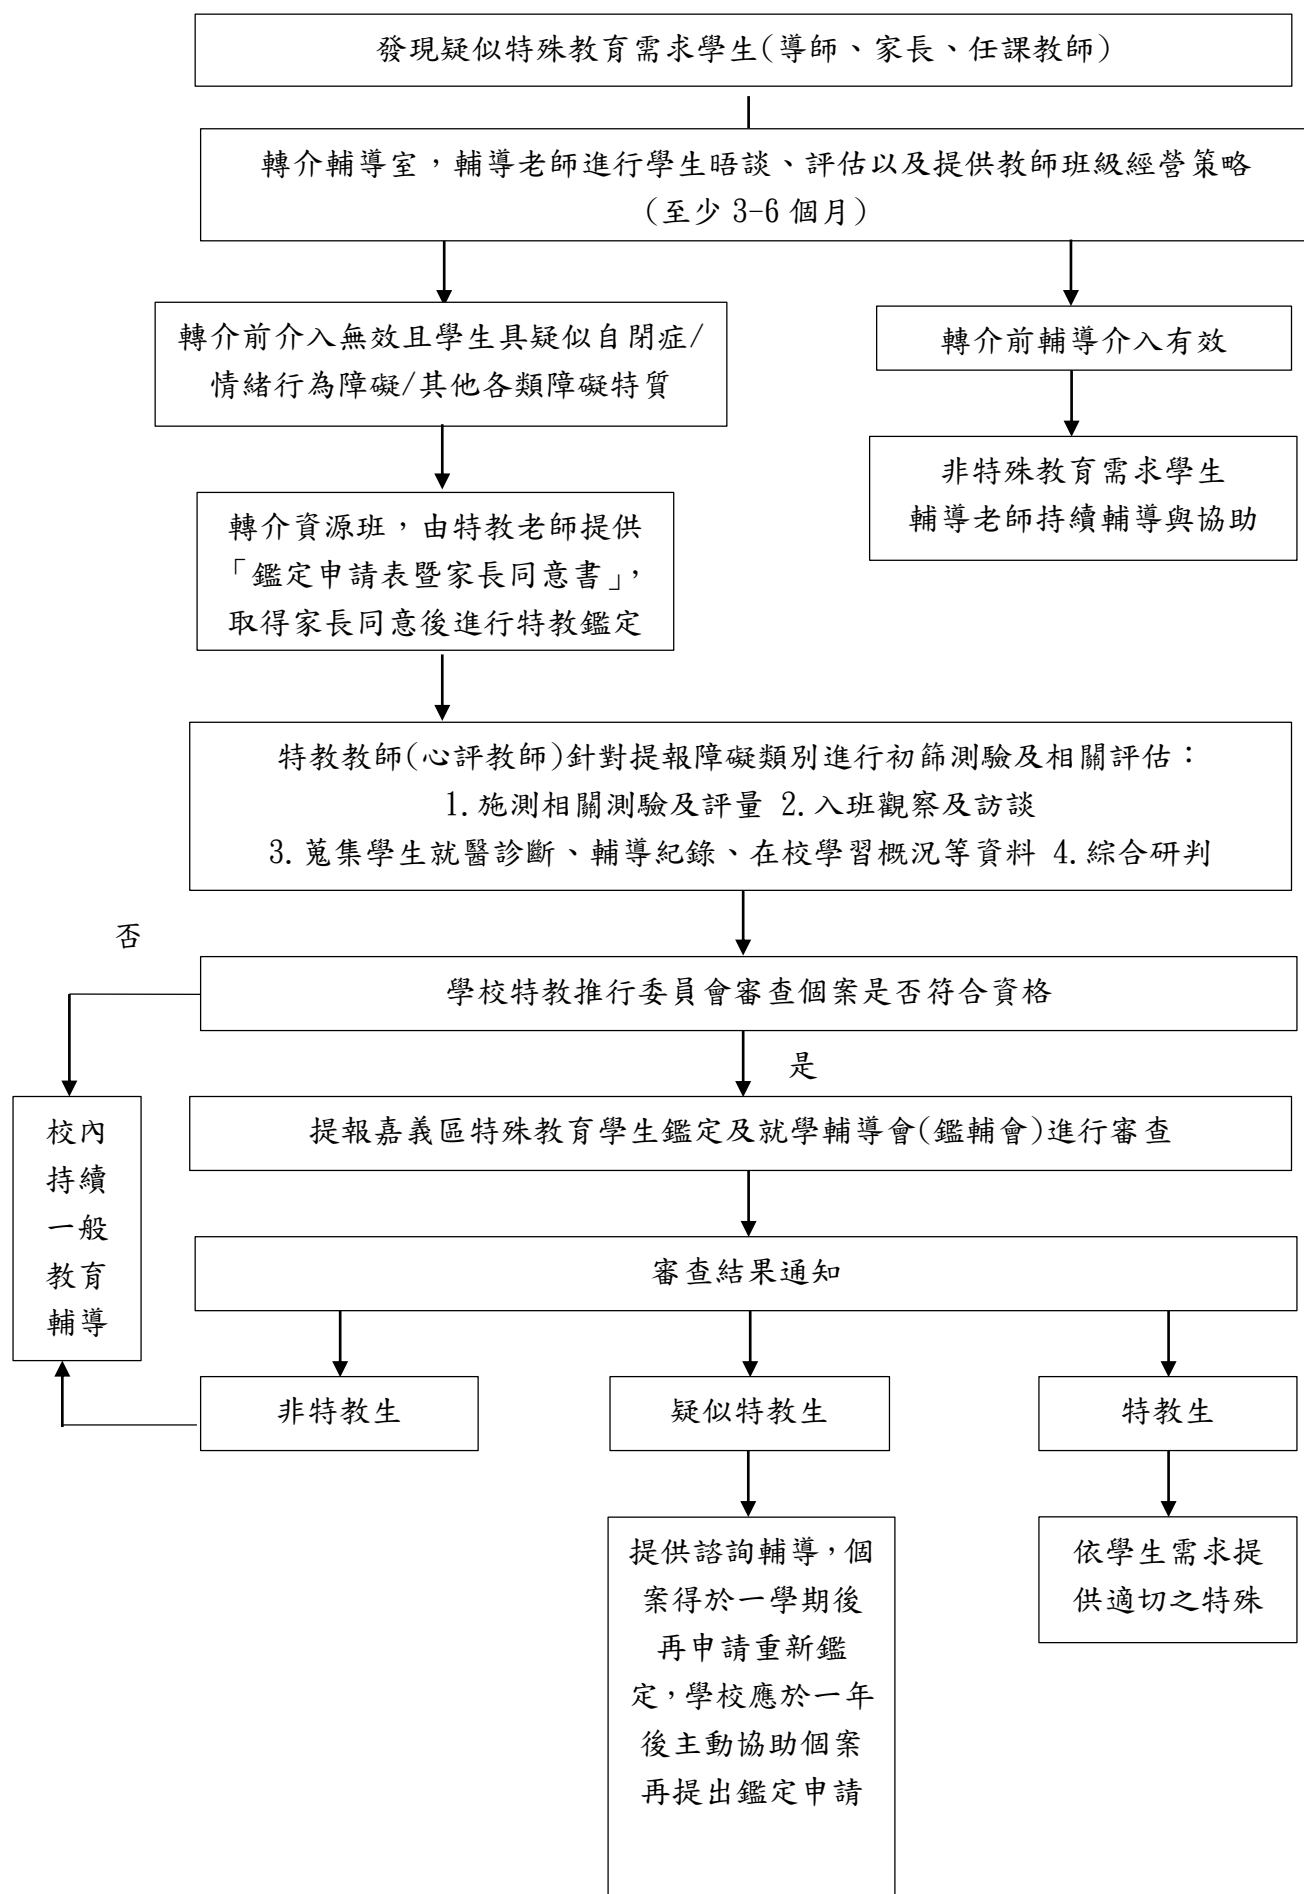 發現疑似特殊教育需求學生(導師、家長、任課教師)
轉介輔導室，輔導老師進行學生晤談、評估以及提供教師班級經營策略
(至少 3-6 個月)
轉介前介入無效且學生具疑似自閉症/
情緒行為障礙/其他各類障礙特質
轉介前輔導介入有效
非特殊教育需求學生
輔導老師持續輔導與協助
轉介資源班，由特教老師提供
「鑑定申請表暨家長同意書」，
取得家長同意後進行特教鑑定
特教教師(心評教師)針對提報障礙類別進行初篩測驗及相關評估：
1.施測相關測驗及評量 2.入班觀察及訪談
3.蒐集學生就醫診斷、輔導紀錄、在校學習概況等資料 4.綜合研判
否
學校特教推行委員會審查個案是否符合資格
是
校內
持續
一般
教育
輔導
提報嘉義區特殊教育學生鑑定及就學輔導會(鑑輔會)進行審查
審查結果通知
非特教生
疑似特教生
特教生
提供諮詢輔導，個
案得於一學期後
再申請重新鑑
定，學校應於一年
後主動協助個案
再提出鑑定申請
依學生需求提
供適切之特殊